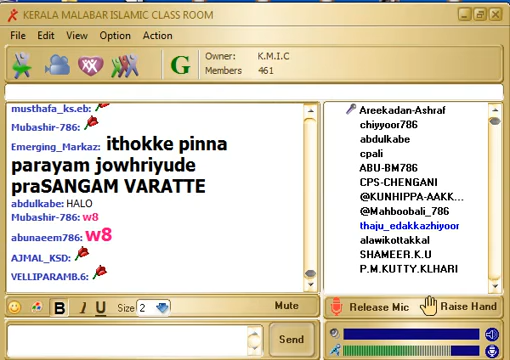 KERALA MALABAR ISLAMIC CLASS ROOM
File Edit View Option Action
G
Owner: K.M.I.C
Members 461
musthafa_ks.eb:
Mubashir-786:
Emerging_Markaz: ithokke pinna
parayam jowhriyude
praSANGAM VARATTE
abdulkabe: HALO
Mubashir-786: w8
abunaeem786: w8
AJMAL_KSD:
VELLIPARAMB.6:
Areekadan-Ashraf
chiyyoor786
abdulkabe
cpali
ABU-BM786
CPS-CHENGANI
@KUNHIPPA-AAKK...
@Mahboobali_786
thaju_edakkazhiyoor
alawikottakkal
SHAMEER.K.U
P.M.KUTTY.KLHARI
B I U Size 2 Mute
Release Mic Raise Hand
Send